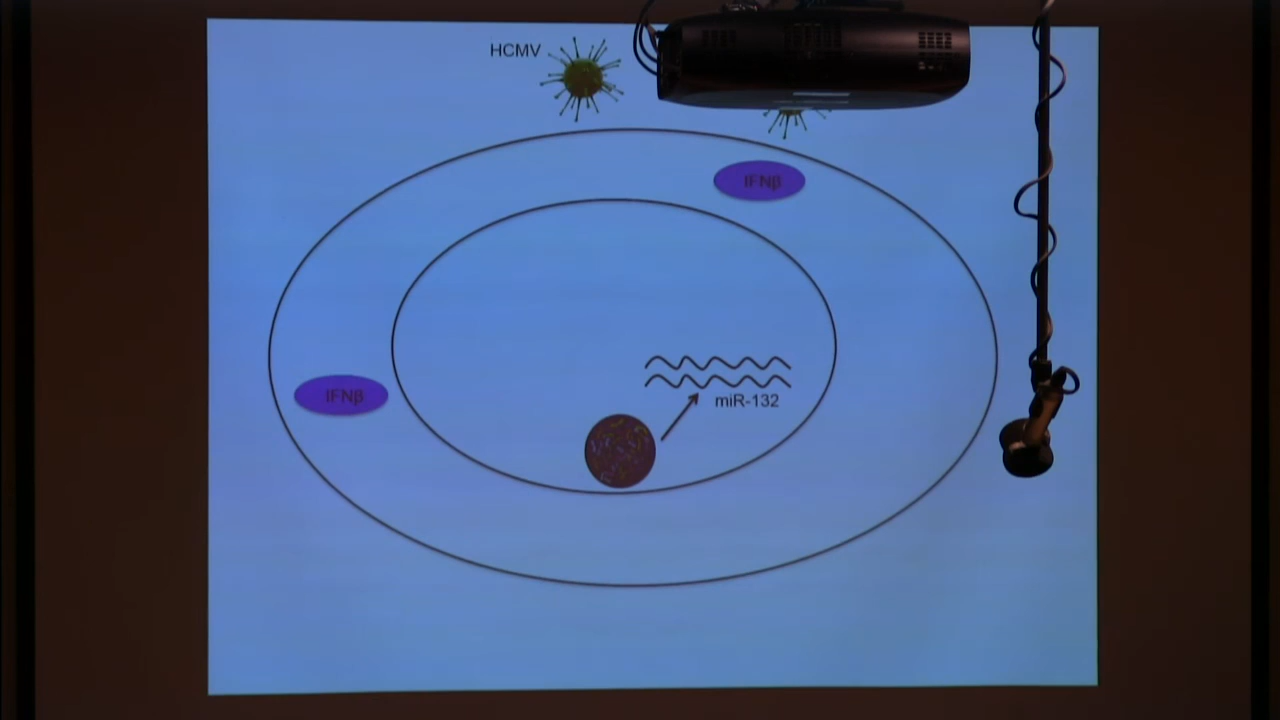 HCMV
IFNβ
IFNβ
miR-132